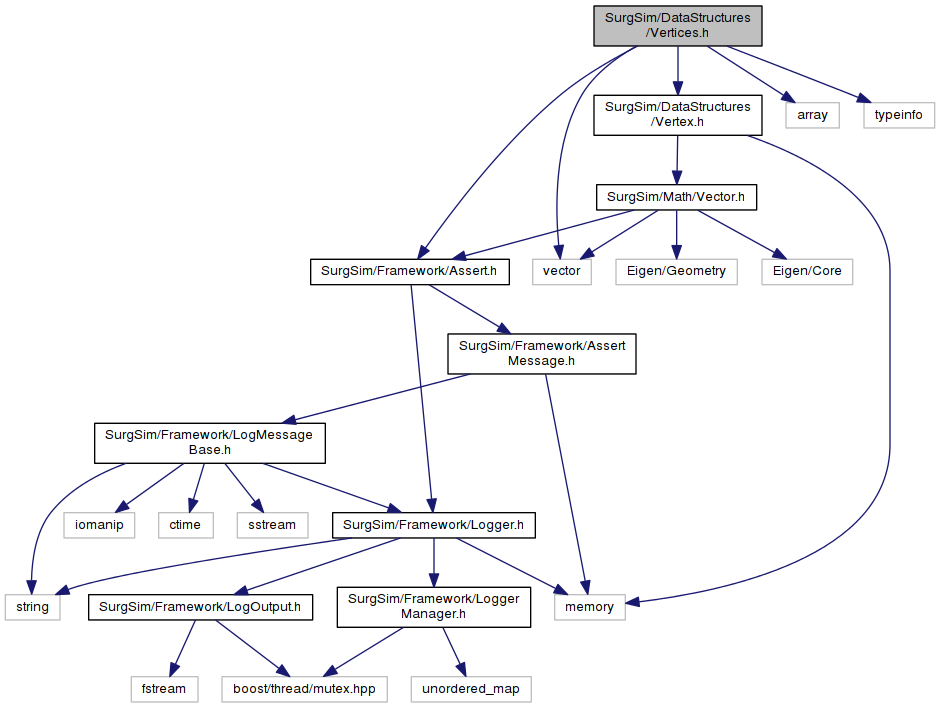 SurgSim/DataStructures
/Vertices.h
SurgSim/DataStructures
/Vertex.h
array
typeinfo
SurgSim/Math/Vector.h
SurgSim/Framework/Assert.h
vector
Eigen/Geometry
Eigen/Core
SurgSim/Framework/Assert
Message.h
SurgSim/Framework/LogMessage
Base.h
iomanip
ctime
sstream
SurgSim/Framework/Logger.h
string
SurgSim/Framework/LogOutput.h
SurgSim/Framework/Logger
Manager.h
memory
fstream
boost/thread/mutex.hpp
unordered_map